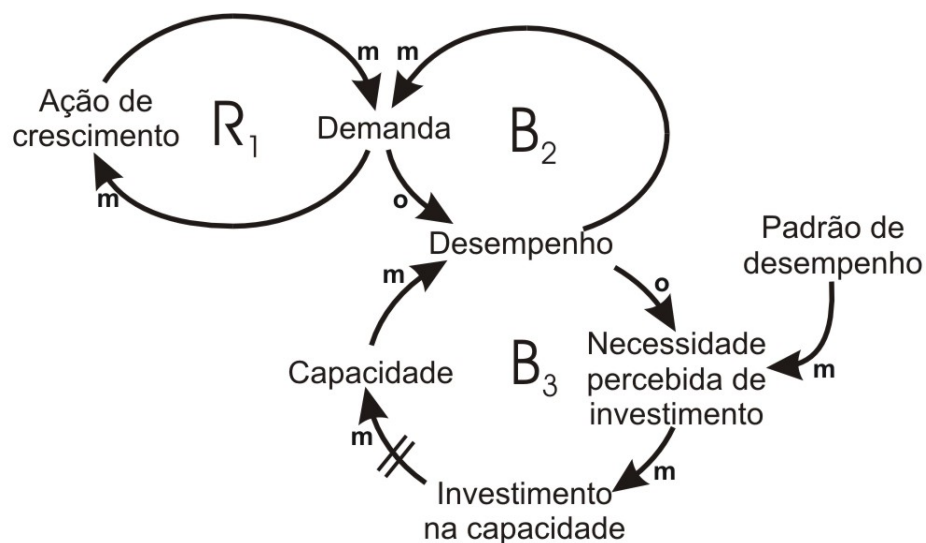 m m
Ação de
crescimento
R1
Demanda
B2
m
o
Desempenho
Padrão de
desempenho
m
o
Capacidade
B3
Necessidade
percebida de
investimento
m
m
m
Investimento
na capacidade